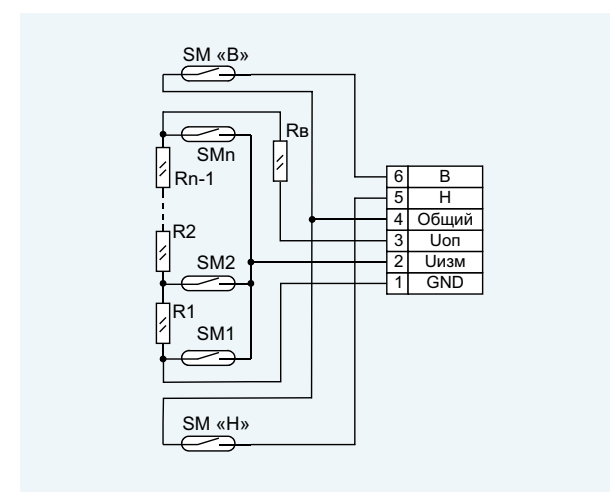 SM «В»
Rв
SMn
Rn-1
R2
SM2
R1
SM1
SM «Н»
6 В
5 Н
4 Общий
3 Uоп
2 Uизм
1 GND